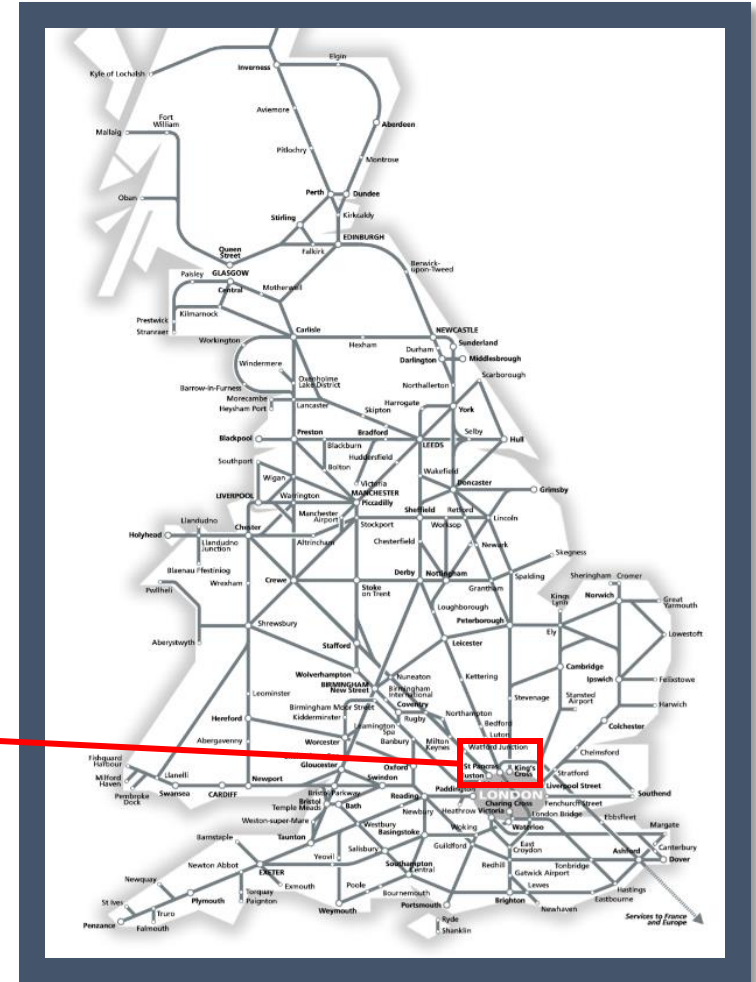 Elgin
Inverness
Kyle of Lochalsh
Aviemore
Fort
William
Aberdeen
Mallaig
Pitlochry
Montrose
Perth
Dundee
Oban
Stirling
Kirkcaldy
EDINBURGH
Queen
Street
Falkirk
Berwick-
upon-Tweed
Paisley
GLASGOW
Central
Motherwell
Kilmarnock
Prestwick
Stranraer
Carlisle
NEWCASTLE
Workington
Hexham
Sunderland
Durham
Darlington
Middlesbrough
Windermere
Oxenholme
Lake District
Scarborough
Barrow-in-Furness
Northallerton
Morecambe
Heysham Port
Lancaster
Harrogate
York
Skipton
Preston
Bradford
Selby
Blackpool
Blackburn
LEEDS
Hull
Huddersfield
Southport
Bolton
Wakefield
Wigan
Victoria
Doncaster
MANCHESTER
Piccadilly
Grimsby
LIVERPOOL
Warrington
Manchester
Airport
Sheffield
Retford
Lincoln
Llandudno
Stockport
Worksop
Holyhead
Chester
Llandudno
Junction
Altrincham
Chesterfield
Newark
Skegness
Blaenau Ffestiniog
Derby
Nottingham
Spalding
Sheringham
Cromer
Pwllheli
Wrexham
Crewe
Stoke
on Trent
Grantham
Kings
Lynn
Norwich
Great
Yarmouth
Loughborough
Peterborough
Shrewsbury
Ely
Lowestoft
Aberystwyth
Stafford
Leicester
Wolverhampton
Cambridge
BIRMINGHAM
New Street
Nuneaton
Kettering
Ipswich
Felixstowe
Birmingham
International
Stansted
Airport
Leominster
Coventry
Stevenage
Birmingham Moor Street
Northampton
Harwich
Kidderminster
Rugby
Hereford
Leamington
Spa
Bedford
Colchester
Abergavenny
Worcester
Banbury
Milton
Keynes
Luton
Watford Junction
Chelmsford
Fishguard
Harbour
Gloucester
Oxford
St Pancras
Euston
King's
Cross
Stratford
Milford
Haven
Llanelli
Newport
Swindon
Liverpool Street
Pembroke
Dock
Swansea
CARDIFF
Bristol Parkway
Reading
Paddington
LONDON
Southend
Bristol
Temple Meads
Bath
Charing Cross
Fenchurch Street
Newbury
Heathrow
Victoria
London Bridge
Ebbsfleet
Weston-super-Mare
Westbury
Waterloo
Margate
Barnstaple
Taunton
Basingstoke
Woking
East
Croydon
Canterbury
Salisbury
Guildford
Ashford
Dover
Newton Abbot
Yeovil
Southampton
Central
Redhill
Tonbridge
EXETER
Gatwick Airport
Newquay
Exmouth
Poole
Lewes
Hastings
Torquay
Paignton
Bournemouth
Eastbourne
St Ives
Plymouth
Weymouth
Portsmouth
Brighton
Newhaven
Truro
Ryde
Services to France
and Europe
Penzance
Falmouth
Shanklin